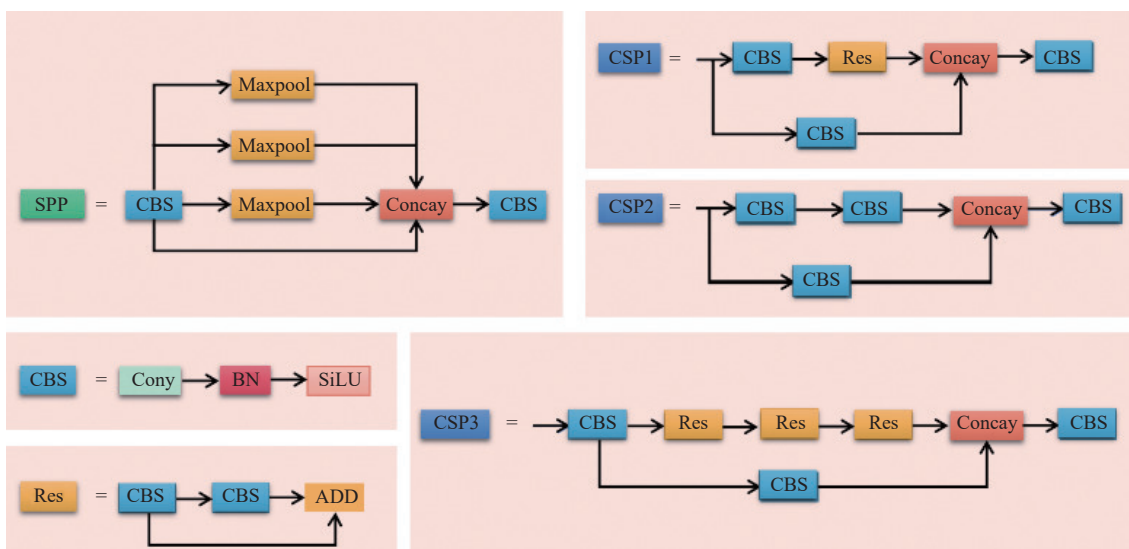 Maxpool
Maxpool
SPP = CBS Maxpool Concay CBS
CSP1 = CBS Res Concay CBS
CBS
CSP2 = CBS CBS Concay CBS
CBS
CBS = Cony BN SiLU
Res = CBS CBS ADD
CSP3 = CBS Res Res Res Concay CBS
CBS